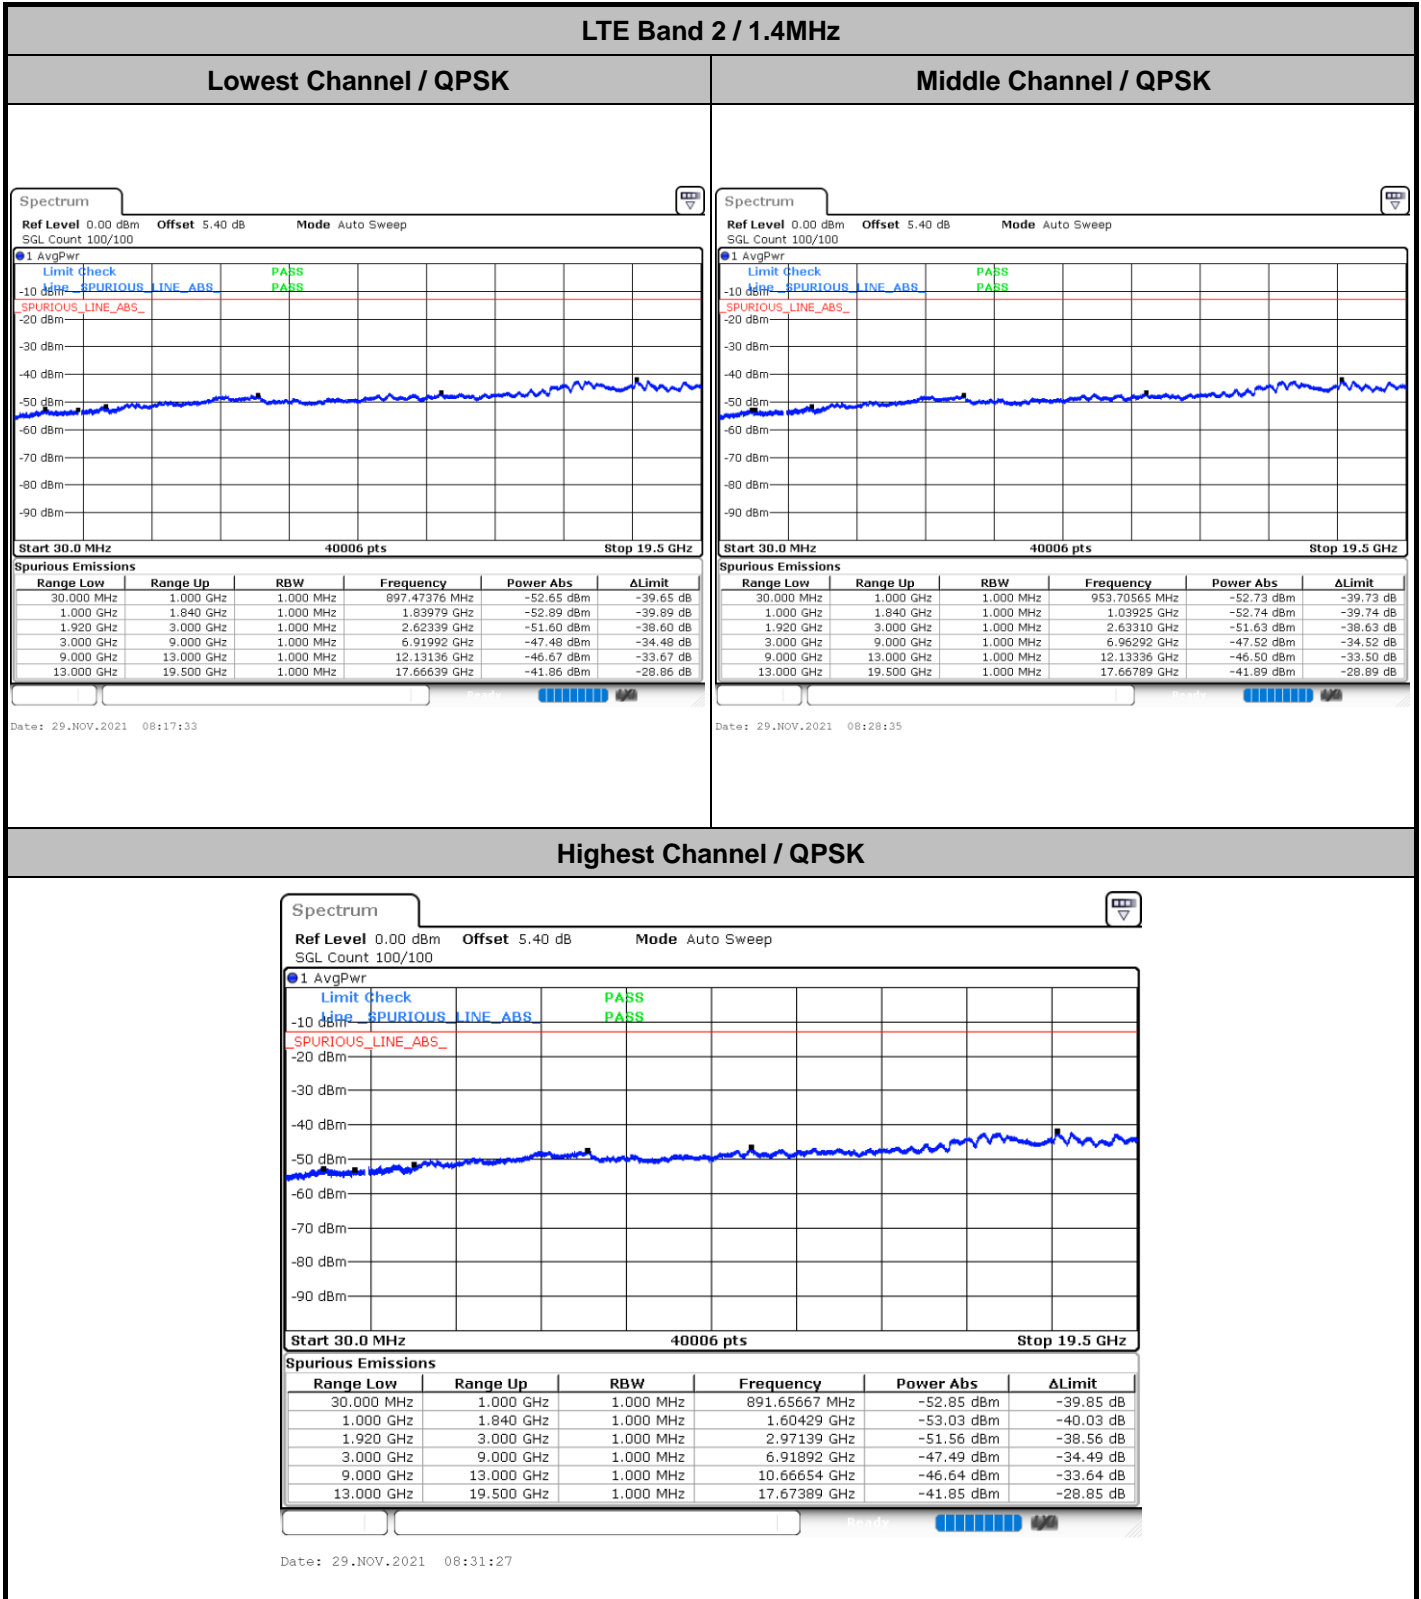 LTE Band 2 / 1.4MHz
Lowest Channel / QPSK
Middle Channel / QPSK
Spectrum
Ref Level 0.00 dBm Offset 5.40 dB Mode Auto Sweep
SGL Count 100/100
1 AvgPwr
Limit Check PASS
-10 dBm Line _SPURIOUS_LINE_ABS_ PASS
_SPURIOUS_LINE_ABS_
-20 dBm
-30 dBm
-40 dBm
-50 dBm
-60 dBm
-70 dBm
-80 dBm
-90 dBm
Start 30.0 MHz 40006 pts Stop 19.5 GHz
Spurious Emissions
Range Low Range Up RBW Frequency Power Abs ΔLimit
30.000 MHz 1.000 GHz 1.000 MHz 897.47376 MHz -52.65 dBm -39.65 dB
1.000 GHz 1.840 GHz 1.000 MHz 1.83979 GHz -52.89 dBm -39.89 dB
1.920 GHz 3.000 GHz 1.000 MHz 2.62339 GHz -51.60 dBm -38.60 dB
3.000 GHz 9.000 GHz 1.000 MHz 6.91992 GHz -47.48 dBm -34.48 dB
9.000 GHz 13.000 GHz 1.000 MHz 12.13136 GHz -46.67 dBm -33.67 dB
13.000 GHz 19.500 GHz 1.000 MHz 17.66639 GHz -41.86 dBm -28.86 dB
Ready
Date: 29.NOV.2021 08:17:33
Spectrum
Ref Level 0.00 dBm Offset 5.40 dB Mode Auto Sweep
SGL Count 100/100
1 AvgPwr
Limit Check PASS
-10 dBm Line _SPURIOUS_LINE_ABS_ PASS
_SPURIOUS_LINE_ABS_
-20 dBm
-30 dBm
-40 dBm
-50 dBm
-60 dBm
-70 dBm
-80 dBm
-90 dBm
Start 30.0 MHz 40006 pts Stop 19.5 GHz
Spurious Emissions
Range Low Range Up RBW Frequency Power Abs ΔLimit
30.000 MHz 1.000 GHz 1.000 MHz 953.70565 MHz -52.73 dBm -39.73 dB
1.000 GHz 1.840 GHz 1.000 MHz 1.03925 GHz -52.74 dBm -39.74 dB
1.920 GHz 3.000 GHz 1.000 MHz 2.63310 GHz -51.63 dBm -38.63 dB
3.000 GHz 9.000 GHz 1.000 MHz 6.96292 GHz -47.52 dBm -34.52 dB
9.000 GHz 13.000 GHz 1.000 MHz 12.13336 GHz -46.50 dBm -33.50 dB
13.000 GHz 19.500 GHz 1.000 MHz 17.66789 GHz -41.89 dBm -28.89 dB
Ready
Date: 29.NOV.2021 08:28:35
Highest Channel / QPSK
Spectrum
Ref Level 0.00 dBm Offset 5.40 dB Mode Auto Sweep
SGL Count 100/100
1 AvgPwr
Limit Check PASS
-10 dBm Line _SPURIOUS_LINE_ABS_ PASS
_SPURIOUS_LINE_ABS_
-20 dBm
-30 dBm
-40 dBm
-50 dBm
-60 dBm
-70 dBm
-80 dBm
-90 dBm
Start 30.0 MHz 40006 pts Stop 19.5 GHz
Spurious Emissions
Range Low Range Up RBW Frequency Power Abs ΔLimit
30.000 MHz 1.000 GHz 1.000 MHz 891.65667 MHz -52.85 dBm -39.85 dB
1.000 GHz 1.840 GHz 1.000 MHz 1.60429 GHz -53.03 dBm -40.03 dB
1.920 GHz 3.000 GHz 1.000 MHz 2.97139 GHz -51.56 dBm -38.56 dB
3.000 GHz 9.000 GHz 1.000 MHz 6.91892 GHz -47.49 dBm -34.49 dB
9.000 GHz 13.000 GHz 1.000 MHz 10.66654 GHz -46.64 dBm -33.64 dB
13.000 GHz 19.500 GHz 1.000 MHz 17.67389 GHz -41.85 dBm -28.85 dB
Ready
Date: 29.NOV.2021 08:31:27